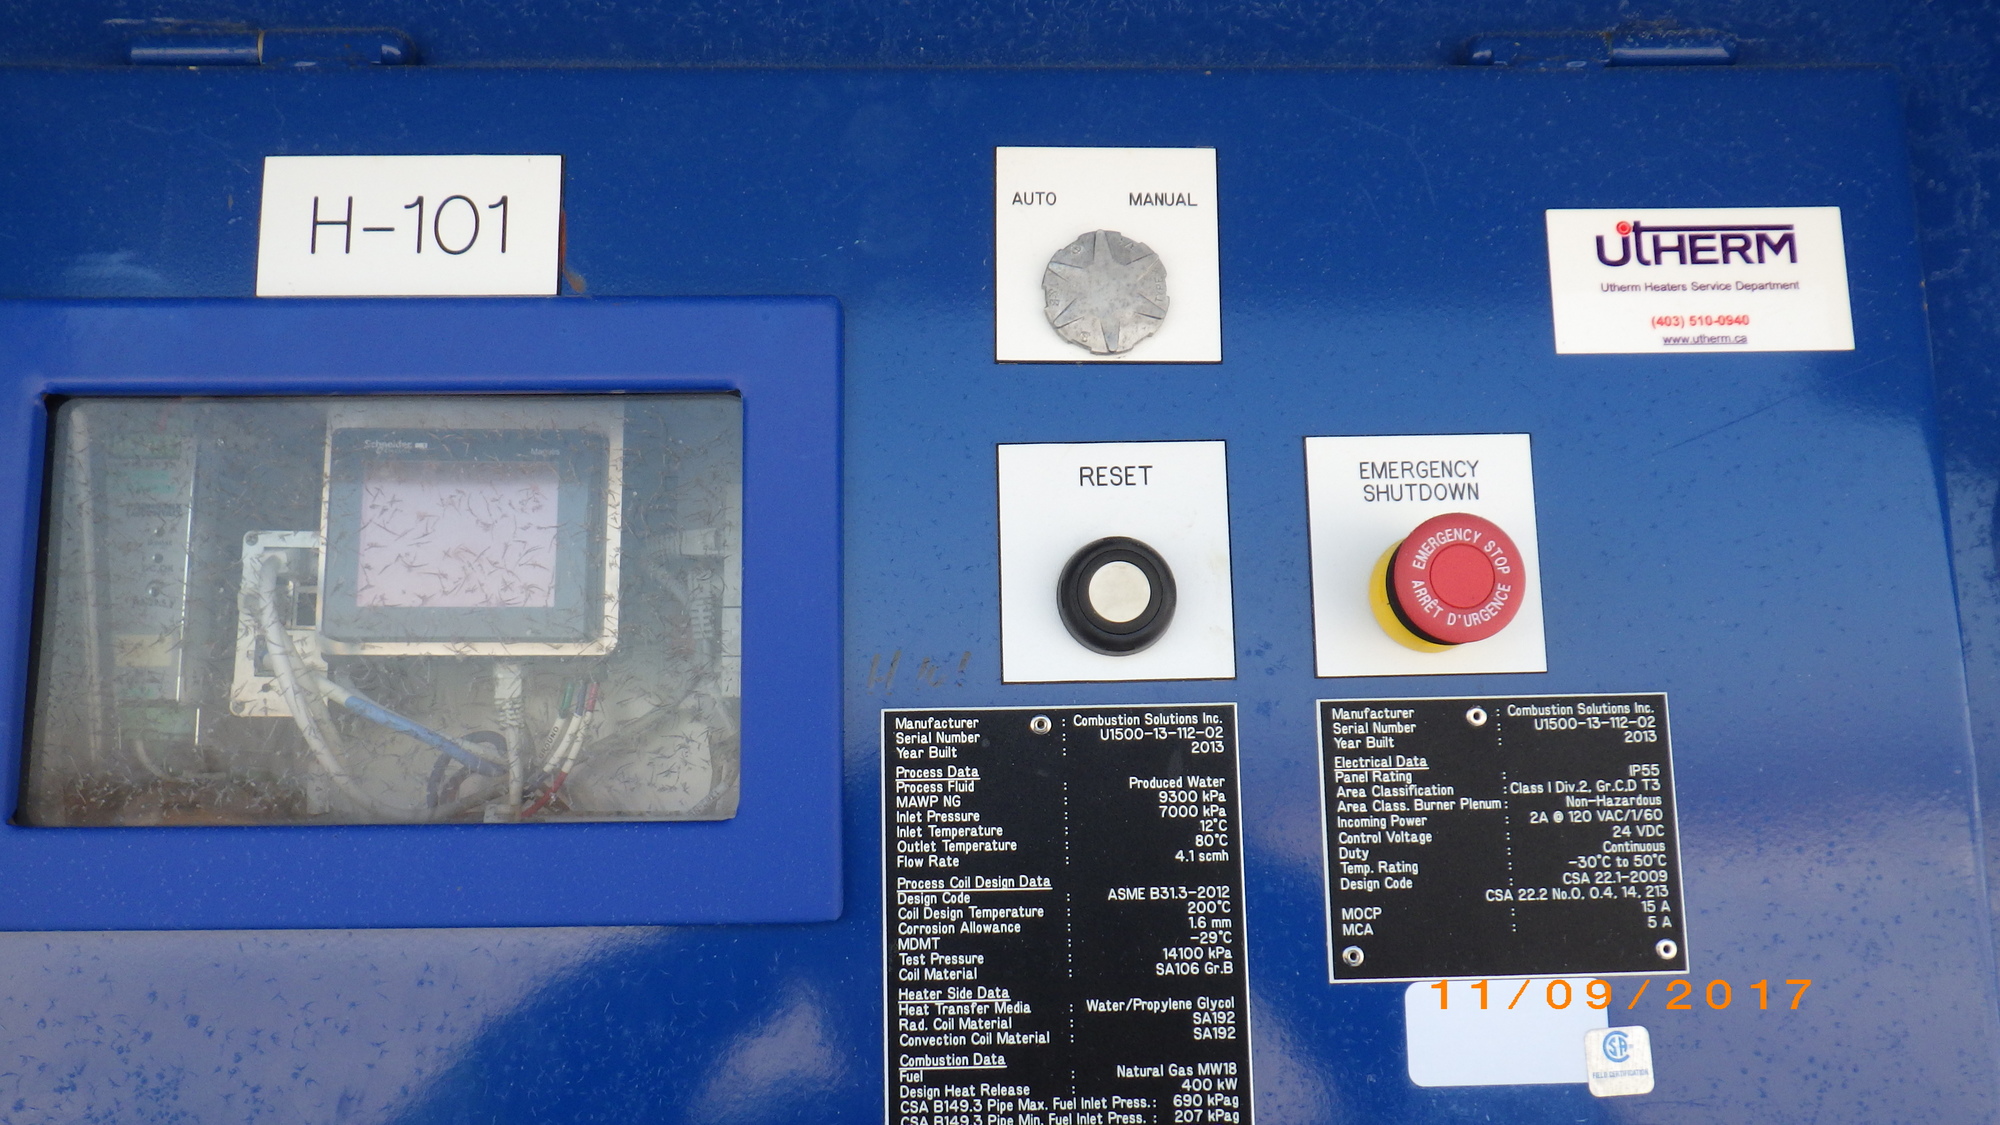 H-101
AUTO MANUAL
UTHERM
Utherm Heaters Service Department
(403) 510-0940
www.utherm.ca
Schneider
Magelis
RESET
EMERGENCY
SHUTDOWN
EMERGENCY STOP
ARRÊT D'URGENCE
Manufacturer : Combustion Solutions Inc.
Serial Number : U1500-13-112-02
Year Built : 2013
Process Data
Process Fluid : Produced Water
MAWP NG : 9300 kPa
Inlet Pressure : 7000 kPa
Inlet Temperature : 12°C
Outlet Temperature : 80°C
Flow Rate : 4.1 scmh
Process Coil Design Data
Design Code : ASME B31.3-2012
Coil Design Temperature : 200°C
Corrosion Allowance : 1.6 mm
MDMT : -29°C
Test Pressure : 14100 kPa
Coil Material : SA106 Gr.B
Heater Side Data
Heat Transfer Media : Water/Propylene Glycol
Rad. Coil Material : SA192
Convection Coil Material : SA192
Combustion Data
Fuel : Natural Gas MW18
Design Heat Release : 400 kW
CSA B149.3 Pipe Max. Fuel Inlet Press.: 690 kPag
CSA B149.3 Pipe Min. Fuel Inlet Press. : 207 kPag
Manufacturer : Combustion Solutions Inc.
Serial Number : U1500-13-112-02
Year Built : 2013
Electrical Data
Panel Rating : IP55
Area Classification : Class I Div.2, Gr.C,D T3
Area Class. Burner Plenum : Non-Hazardous
Incoming Power : 2A @ 120 VAC/1/60
Control Voltage : 24 VDC
Duty : Continuous
Temp. Rating : -30°C to 50°C
Design Code : CSA 22.1-2009
CSA 22.2 No.0, 0.4, 14, 213
MOCP : 15 A
MCA : 5 A
11/09/2017
CSA
FIELD CERTIFICATION